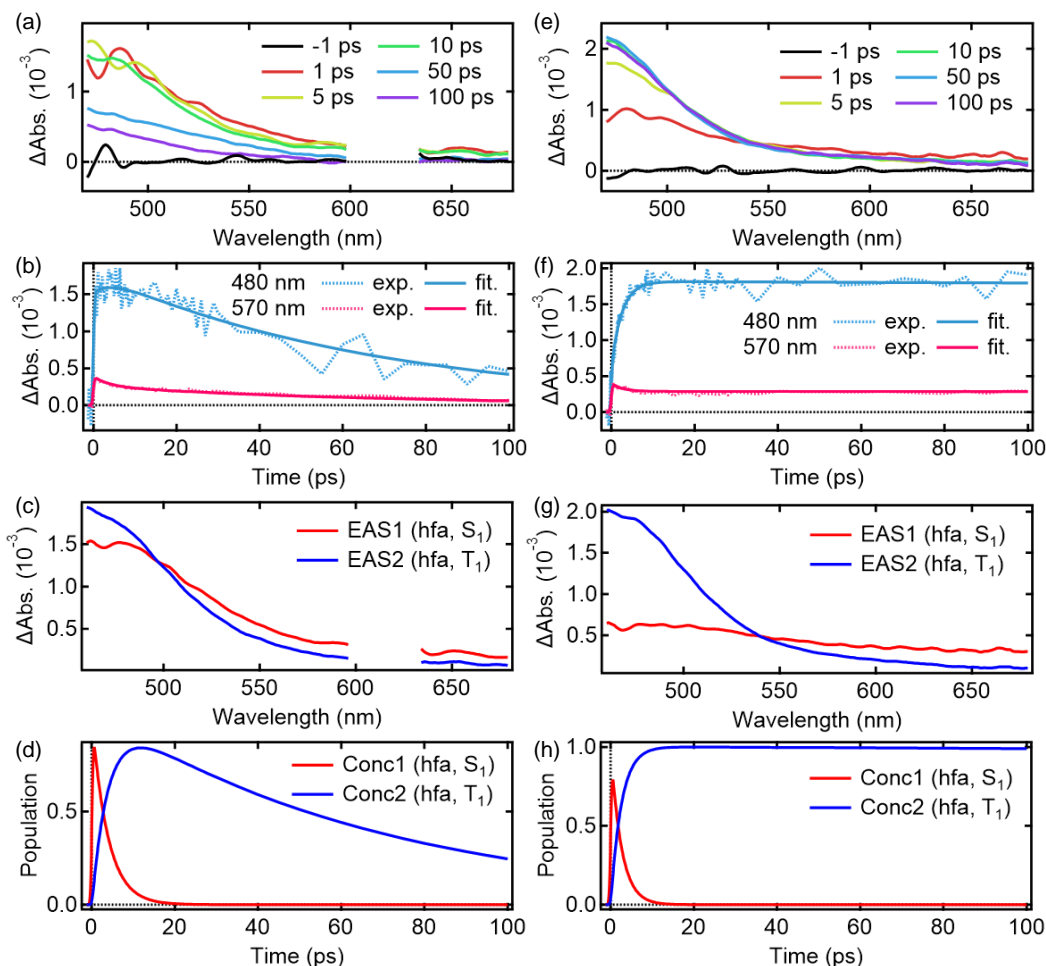 (a)
ΔAbs. (10⁻³)
1
0
-1 ps
1 ps
5 ps
10 ps
50 ps
100 ps
500 550 600 650
Wavelength (nm)
(e)
ΔAbs. (10⁻³)
2
1
0
-1 ps
1 ps
5 ps
10 ps
50 ps
100 ps
500 550 600 650
Wavelength (nm)
(b)
ΔAbs. (10⁻³)
1.5
1.0
0.5
0.0
480 nm exp. fit.
570 nm exp. fit.
0 20 40 60 80 100
Time (ps)
(f)
ΔAbs. (10⁻³)
2.0
1.5
1.0
0.5
0.0
480 nm exp. fit.
570 nm exp. fit.
0 20 40 60 80 100
Time (ps)
(c)
ΔAbs. (10⁻³)
1.5
1.0
0.5
EAS1 (hfa, S₁)
EAS2 (hfa, T₁)
500 550 600 650
Wavelength (nm)
(g)
ΔAbs. (10⁻³)
2.0
1.5
1.0
0.5
EAS1 (hfa, S₁)
EAS2 (hfa, T₁)
500 550 600 650
Wavelength (nm)
(d)
Population
0.5
0.0
Conc1 (hfa, S₁)
Conc2 (hfa, T₁)
0 20 40 60 80 100
Time (ps)
(h)
Population
1.0
0.5
0.0
Conc1 (hfa, S₁)
Conc2 (hfa, T₁)
0 20 40 60 80 100
Time (ps)